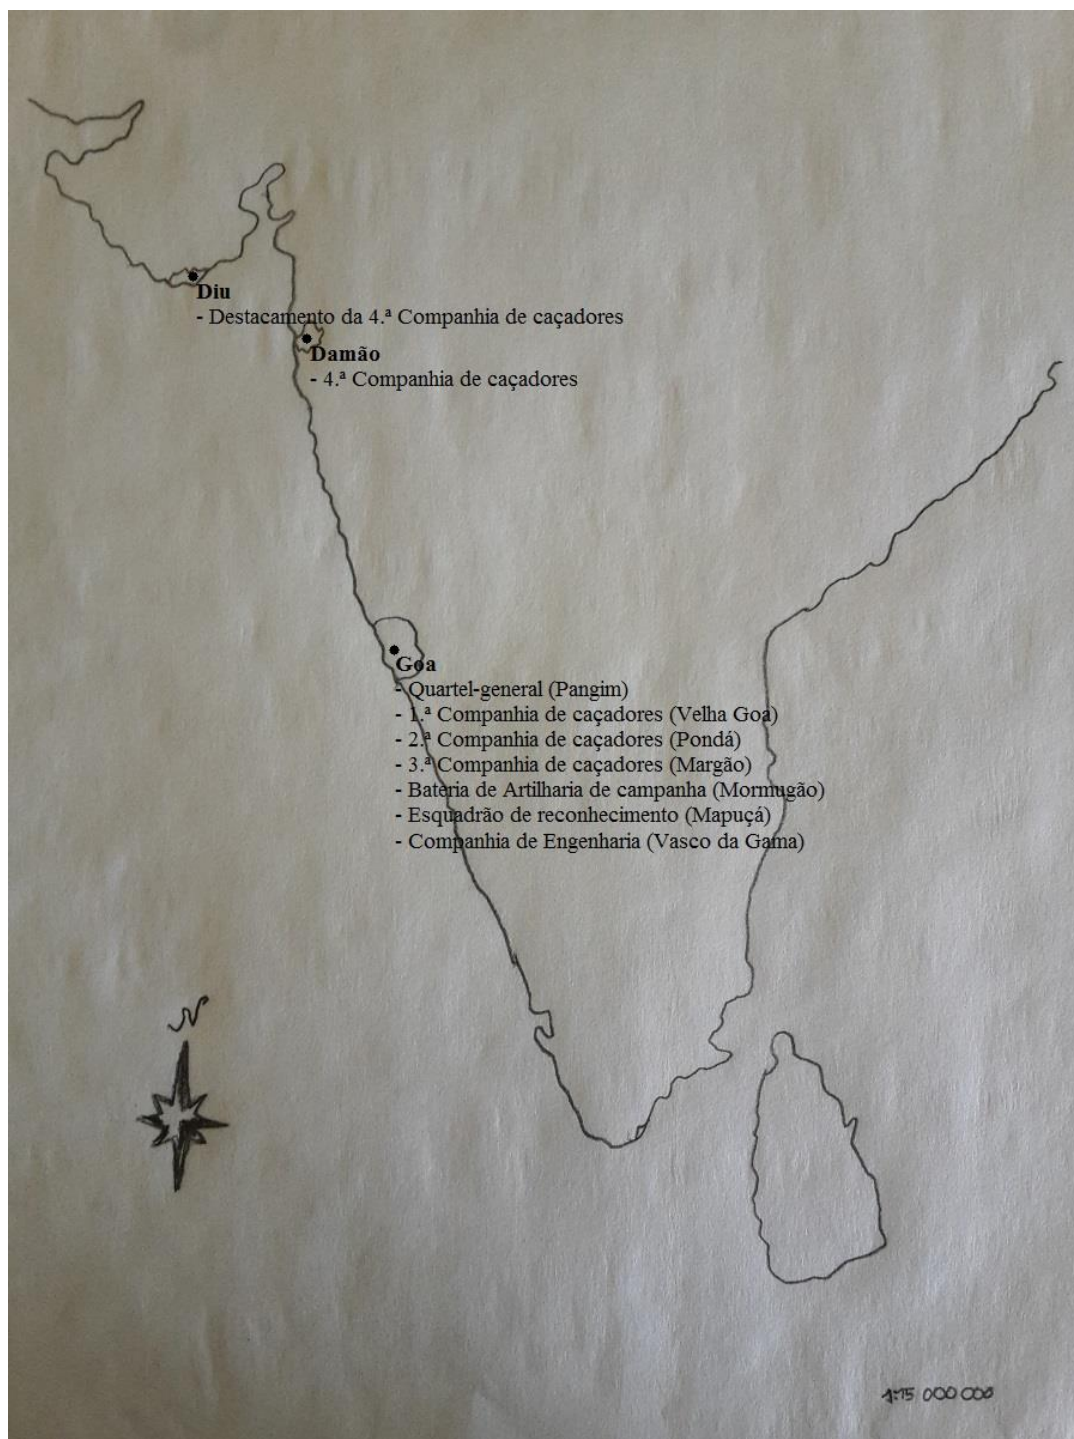 Diu
- Destacamento da 4.ª Companhia de caçadores
Damão
- 4.ª Companhia de caçadores
Goa
- Quartel-general (Pangim)
- 1.ª Companhia de caçadores (Velha Goa)
- 2.ª Companhia de caçadores (Pondá)
- 3.ª Companhia de caçadores (Margão)
- Bateria de Artilharia de campanha (Mormugão)
- Esquadrão de reconhecimento (Mapuçá)
- Companhia de Engenharia (Vasco da Gama)
N
1:15 000 000